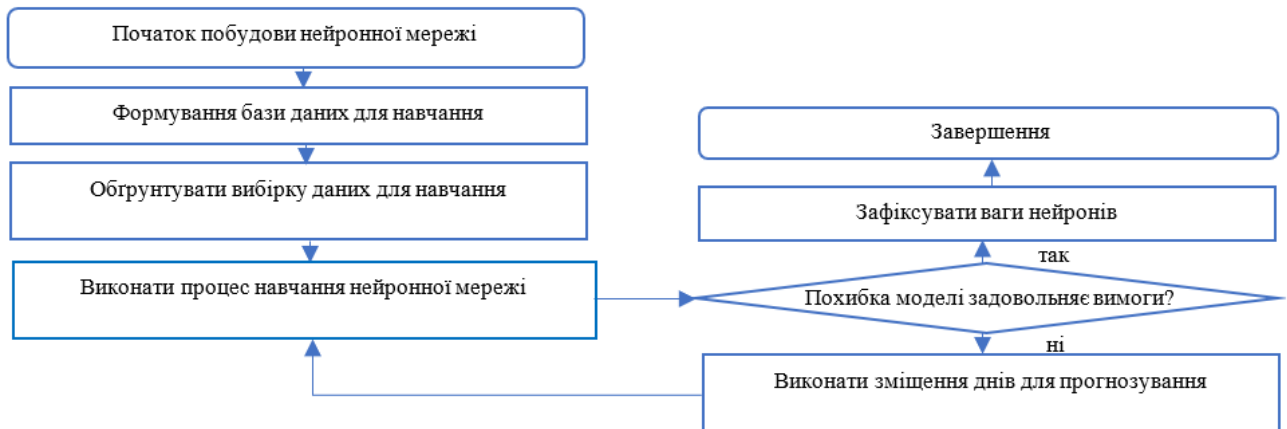 Початок побудови нейронної мережі
Формування бази даних для навчання
Обґрунтувати вибірку даних для навчання
Виконати процес навчання нейронної мережі
Завершення
Зафіксувати ваги нейронів
так
Похибка моделі задовольняє вимоги?
ні
Виконати зміщення днів для прогнозування